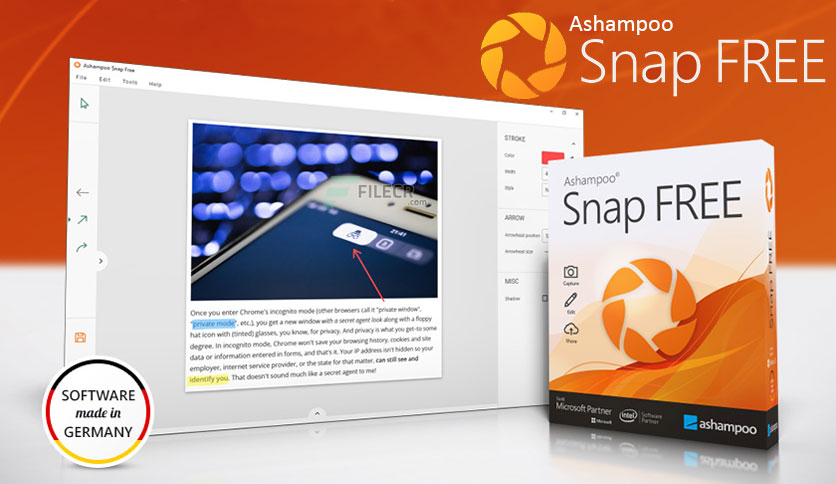 Ashampoo
Snap FREE
Ashampoo Snap Free
File Edit Tools Help
STROKE
Color
Width
Style
ARROW
Arrowhead position
Arrowhead size
MISC
Shadow
21:41
FILECR
.com
Once you enter Chrome's incognito mode (other browsers call it "private window",
"private mode", etc.), you get a new window with a secret agent look along with a floppy
hat icon with (tinted) glasses, you know, for privacy. And privacy is what you get-to some
degree. In incognito mode, Chrome won't save your browsing history, cookies and site
data or information entered in forms, and that's it. Your IP address isn't hidden so your
employer, internet service provider, or the state for that matter, can still see and
identify you. That doesn't sound much like a secret agent to me!
SOFTWARE
made in
GERMANY
Ashampoo®
Snap FREE
Capture
Edit
Share
Microsoft Partner
Microsoft
intel
Software
Partner
ashampoo